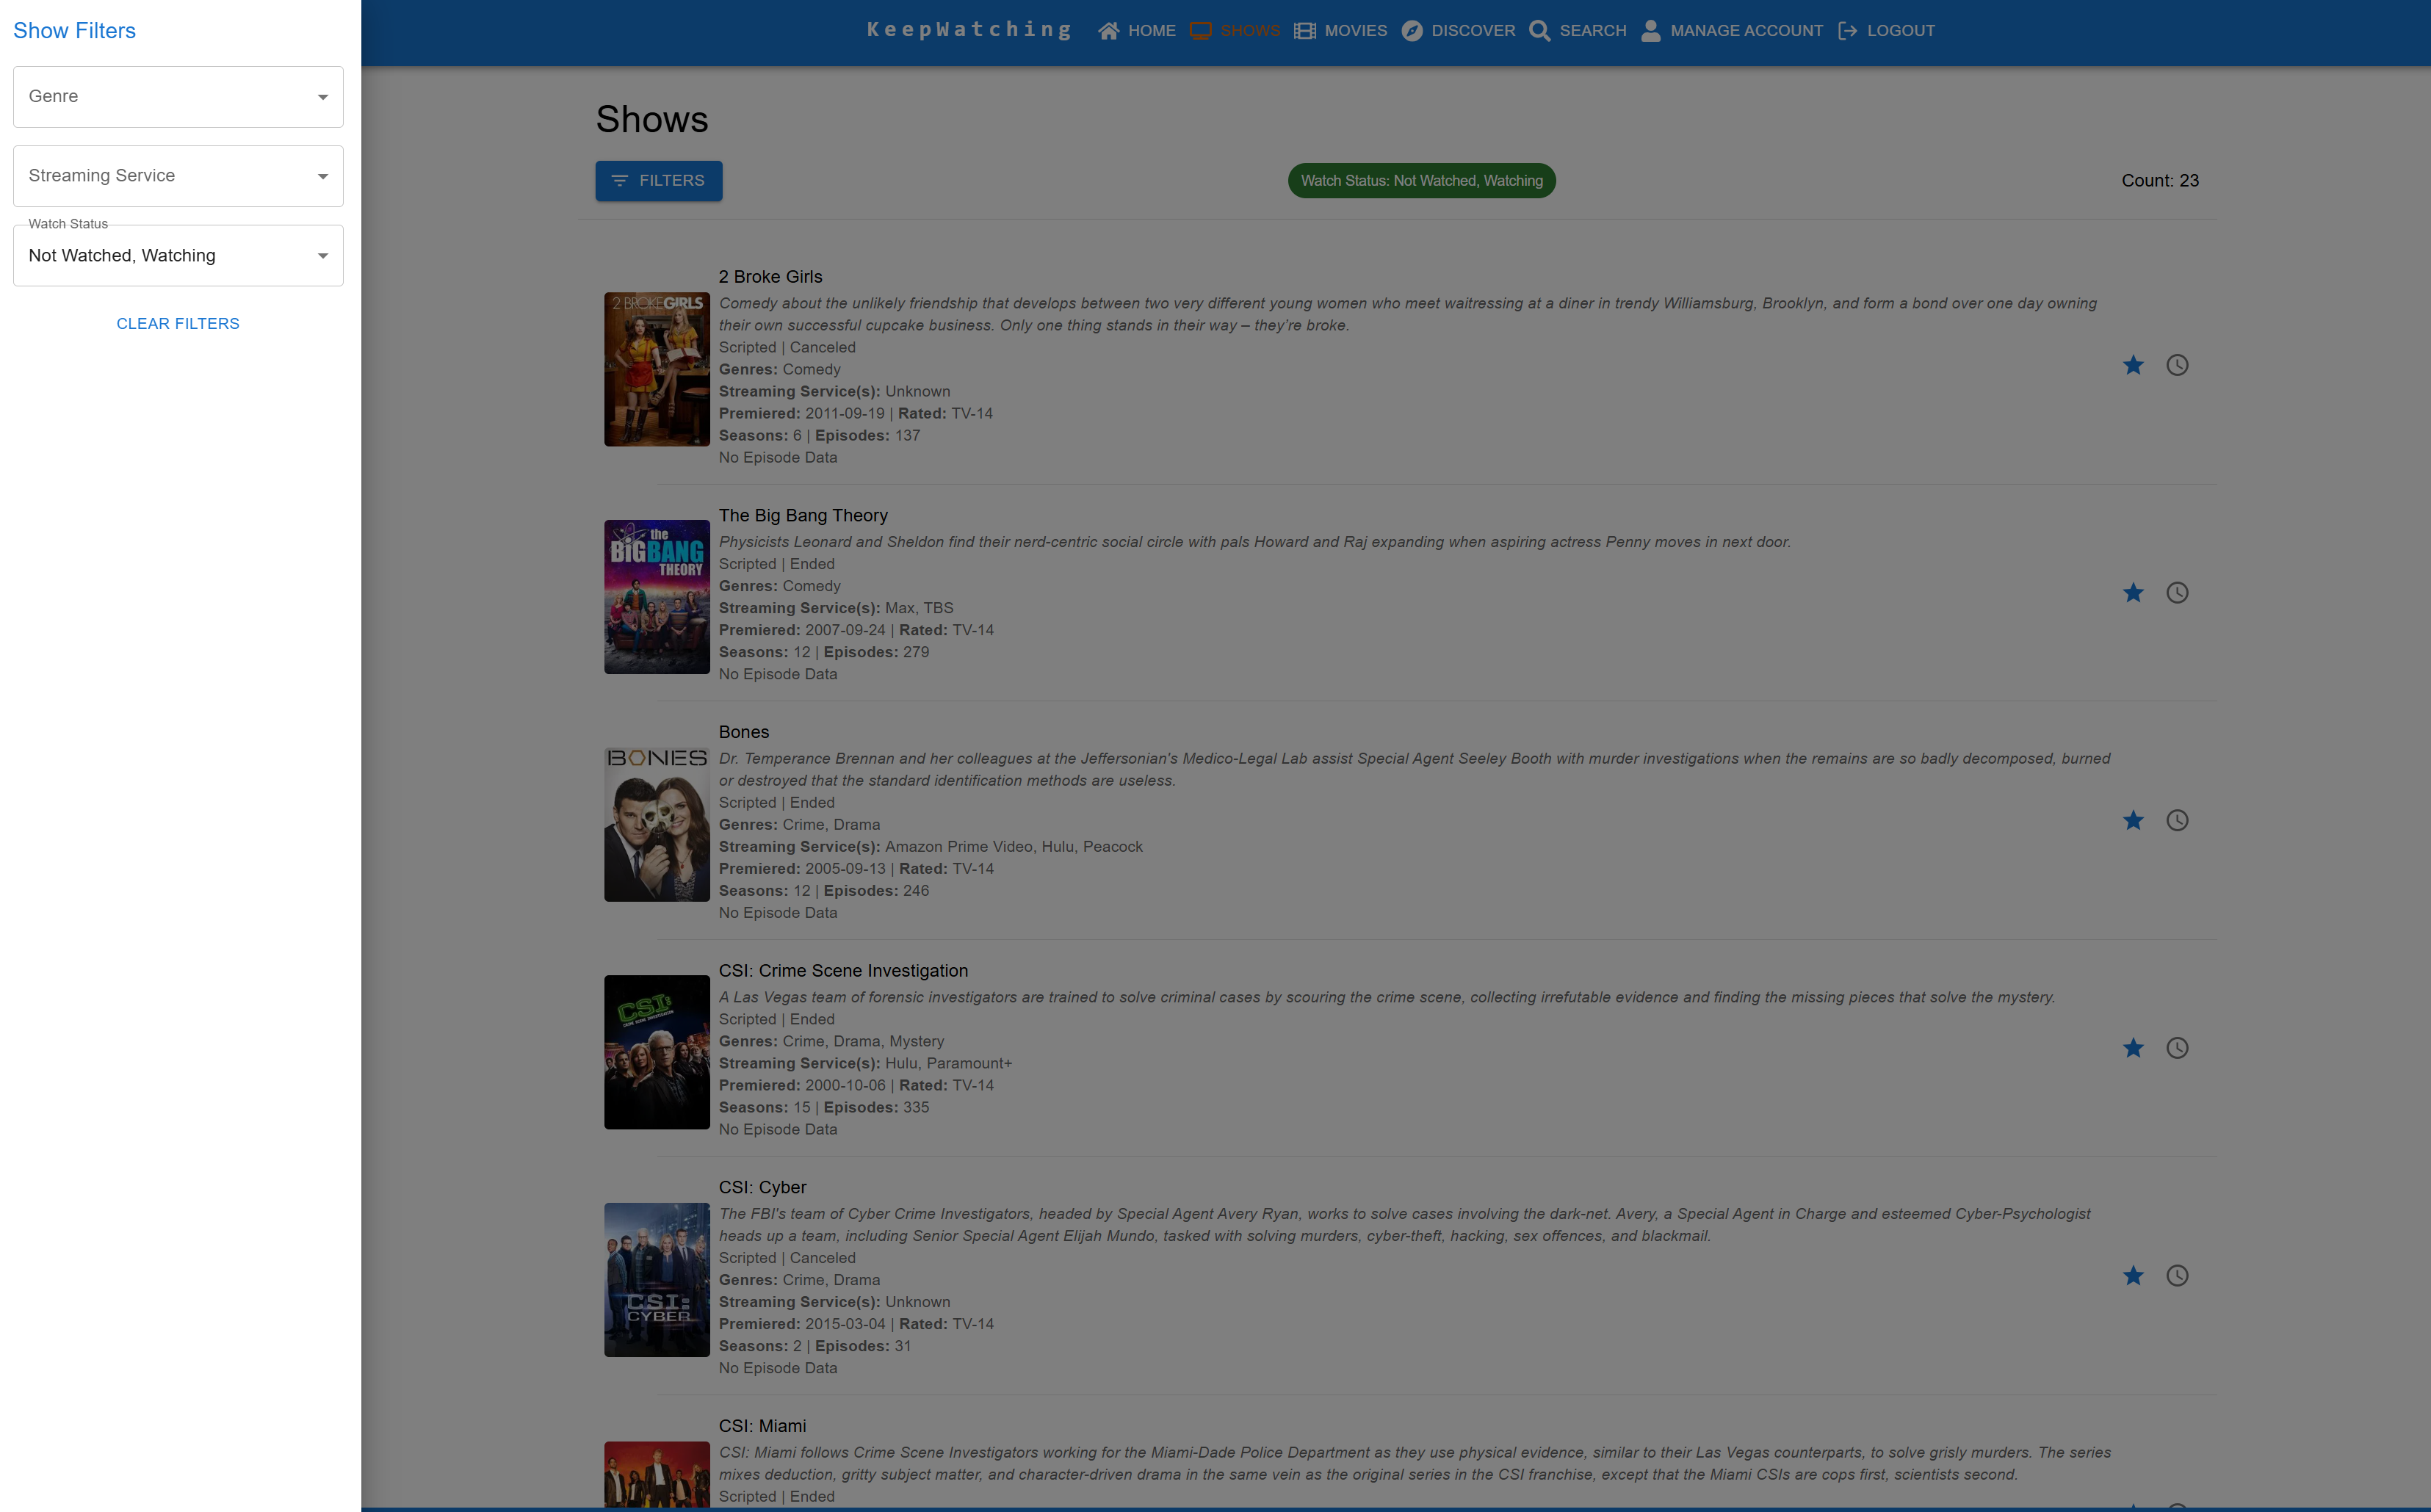 Show Filters
Genre
Streaming Service
Watch Status
Not Watched, Watching
CLEAR FILTERS
KeepWatching HOME SHOWS MOVIES DISCOVER SEARCH MANAGE ACCOUNT LOGOUT
Shows
FILTERS
Watch Status: Not Watched, Watching
Count: 23
2 BROKE GIRLS
2 Broke Girls
Comedy about the unlikely friendship that develops between two very different young women who meet waitressing at a diner in trendy Williamsburg, Brooklyn, and form a bond over one day owning
their own successful cupcake business. Only one thing stands in their way – they're broke.
Scripted | Canceled
Genres: Comedy
Streaming Service(s): Unknown
Premiered: 2011-09-19 | Rated: TV-14
Seasons: 6 | Episodes: 137
No Episode Data
the
BIG BANG
THEORY
The Big Bang Theory
Physicists Leonard and Sheldon find their nerd-centric social circle with pals Howard and Raj expanding when aspiring actress Penny moves in next door.
Scripted | Ended
Genres: Comedy
Streaming Service(s): Max, TBS
Premiered: 2007-09-24 | Rated: TV-14
Seasons: 12 | Episodes: 279
No Episode Data
BONES
Bones
Dr. Temperance Brennan and her colleagues at the Jeffersonian's Medico-Legal Lab assist Special Agent Seeley Booth with murder investigations when the remains are so badly decomposed, burned
or destroyed that the standard identification methods are useless.
Scripted | Ended
Genres: Crime, Drama
Streaming Service(s): Amazon Prime Video, Hulu, Peacock
Premiered: 2005-09-13 | Rated: TV-14
Seasons: 12 | Episodes: 246
No Episode Data
CSI:
CRIME SCENE INVESTIGATION
CSI: Crime Scene Investigation
A Las Vegas team of forensic investigators are trained to solve criminal cases by scouring the crime scene, collecting irrefutable evidence and finding the missing pieces that solve the mystery.
Scripted | Ended
Genres: Crime, Drama, Mystery
Streaming Service(s): Hulu, Paramount+
Premiered: 2000-10-06 | Rated: TV-14
Seasons: 15 | Episodes: 335
No Episode Data
CSI:
CYBER
CSI: Cyber
The FBI's team of Cyber Crime Investigators, headed by Special Agent Avery Ryan, works to solve cases involving the dark-net. Avery, a Special Agent in Charge and esteemed Cyber-Psychologist
heads up a team, including Senior Special Agent Elijah Mundo, tasked with solving murders, cyber-theft, hacking, sex offences, and blackmail.
Scripted | Canceled
Genres: Crime, Drama
Streaming Service(s): Unknown
Premiered: 2015-03-04 | Rated: TV-14
Seasons: 2 | Episodes: 31
No Episode Data
CSI: Miami
CSI: Miami follows Crime Scene Investigators working for the Miami-Dade Police Department as they use physical evidence, similar to their Las Vegas counterparts, to solve grisly murders. The series
mixes deduction, gritty subject matter, and character-driven drama in the same vein as the original series in the CSI franchise, except that the Miami CSIs are cops first, scientists second.
Scripted | Ended